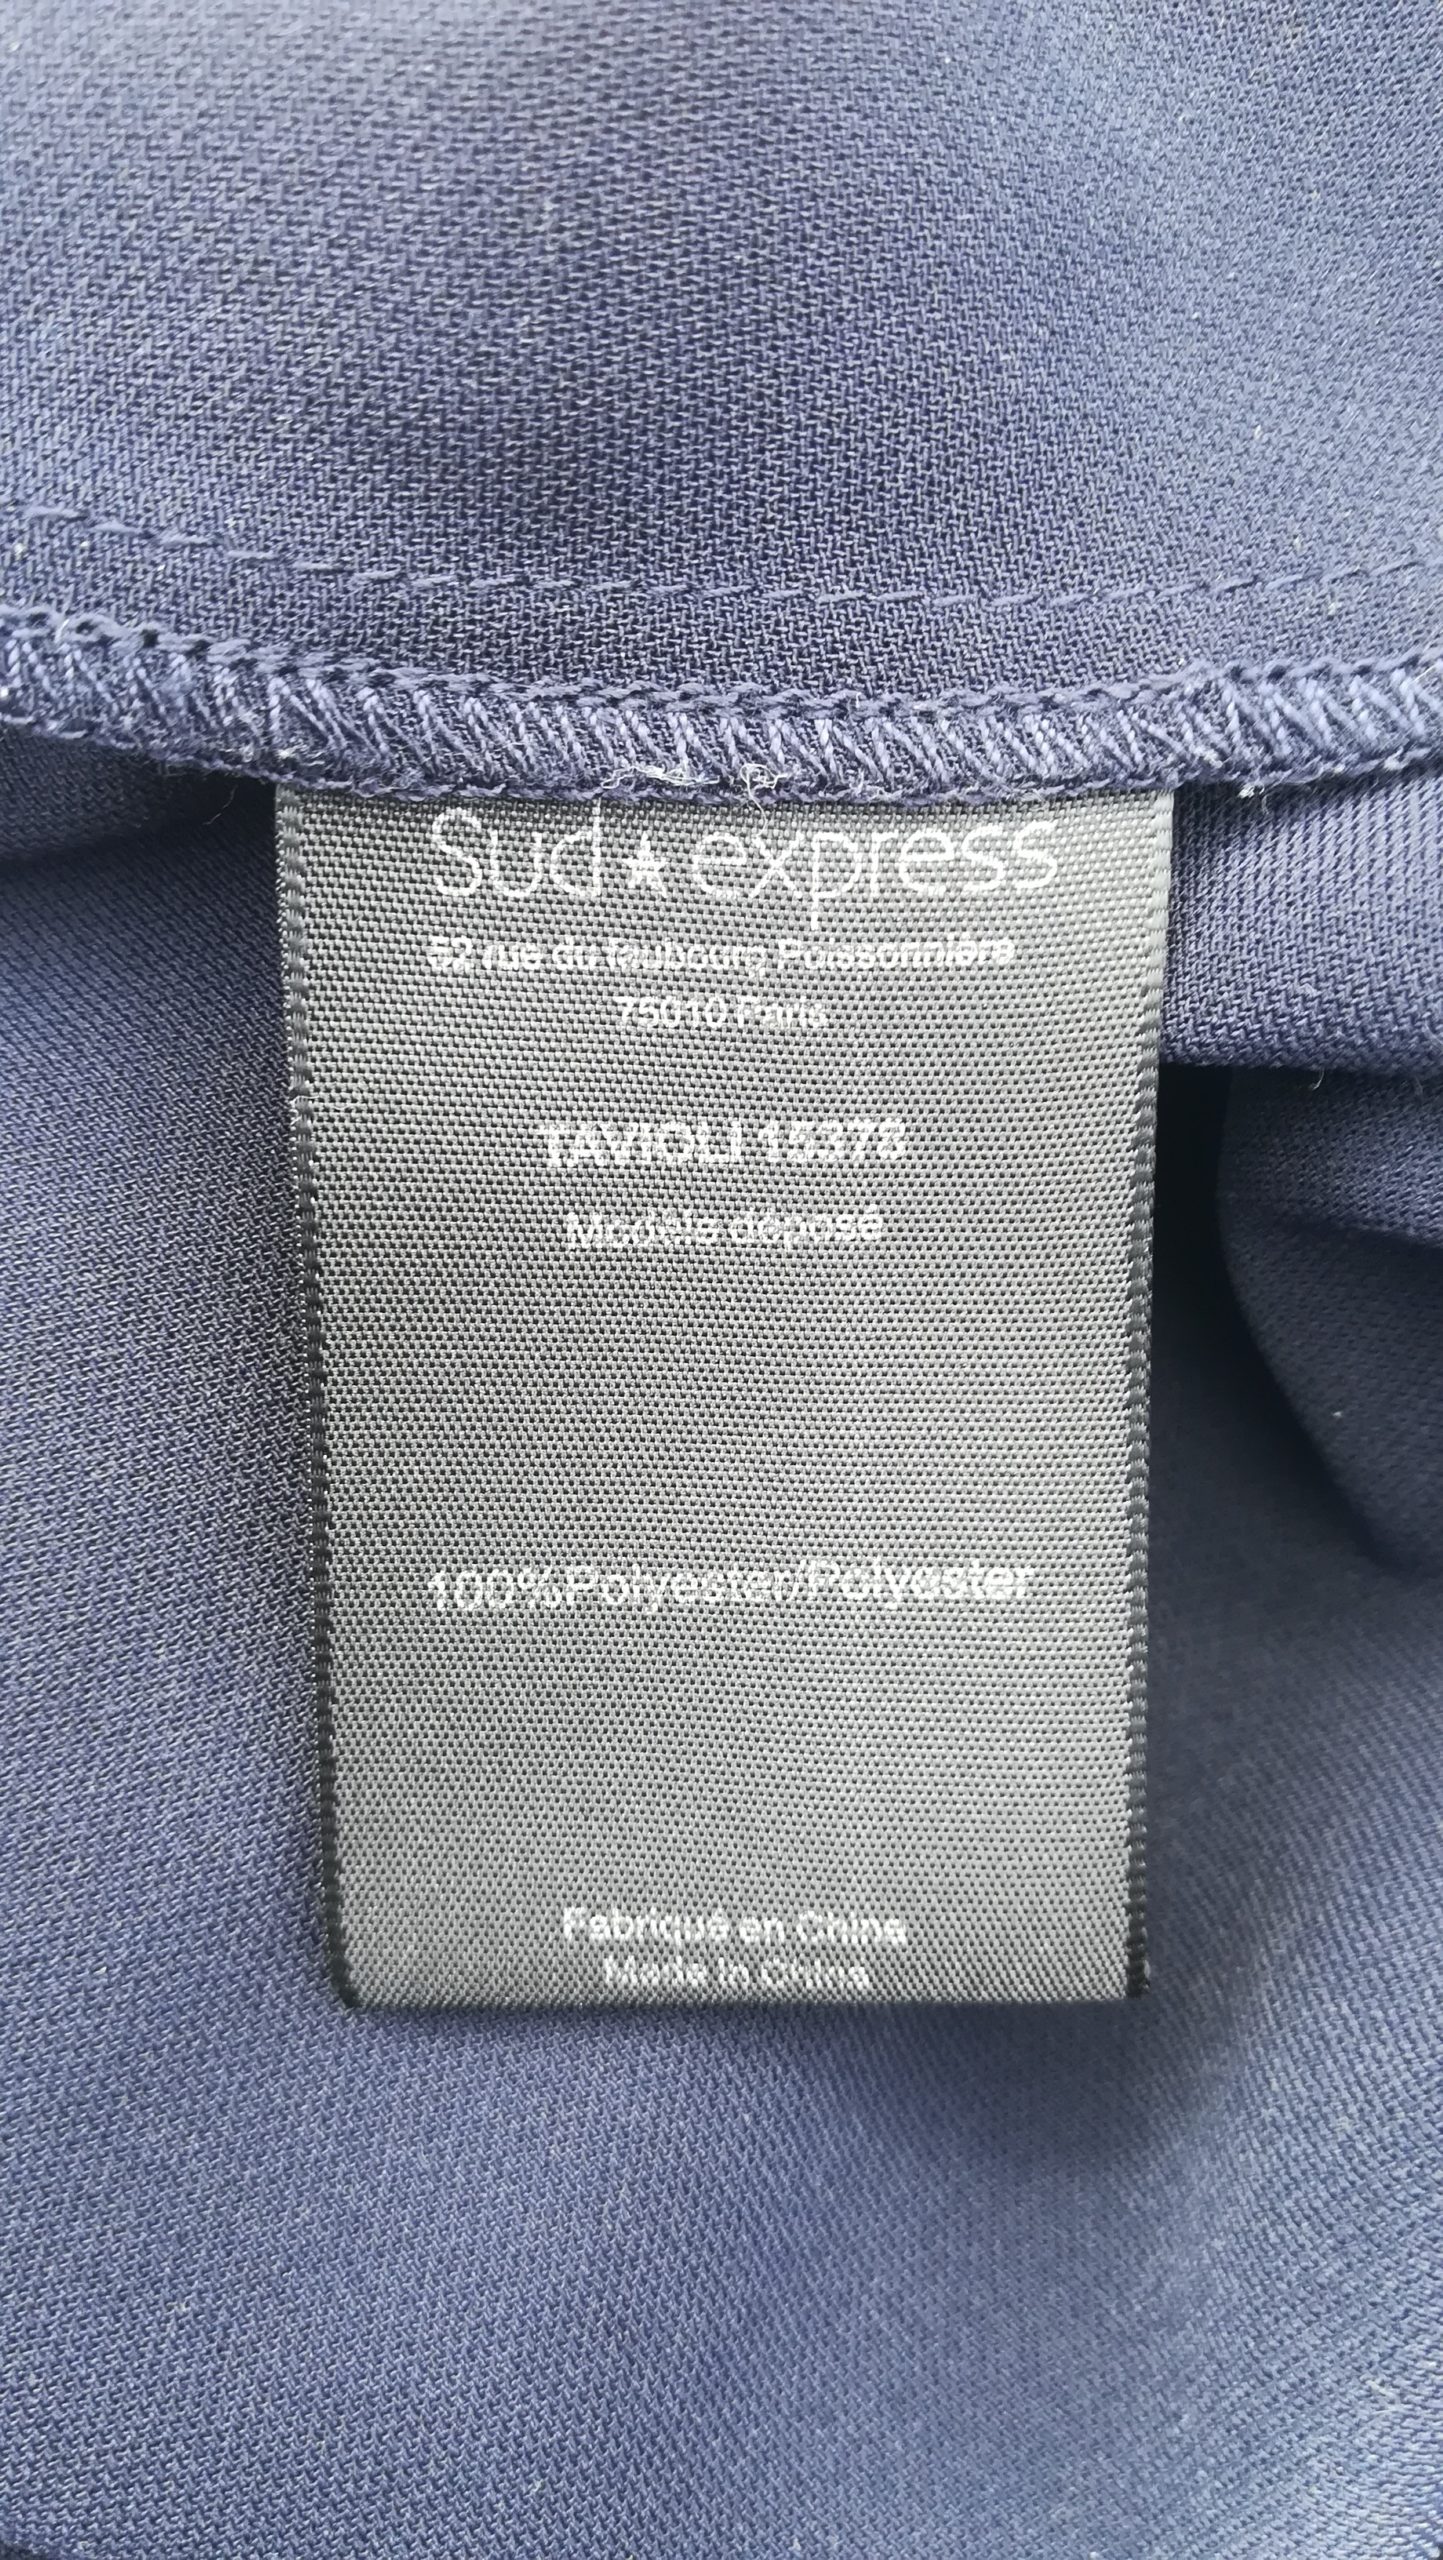 Sud★express
52 rue du faubourg Poissonnière
75010 Paris
TAVIOLI 15375
Modèle déposé
100%Polyester/Polyester
Fabriqué en Chine
Made in China